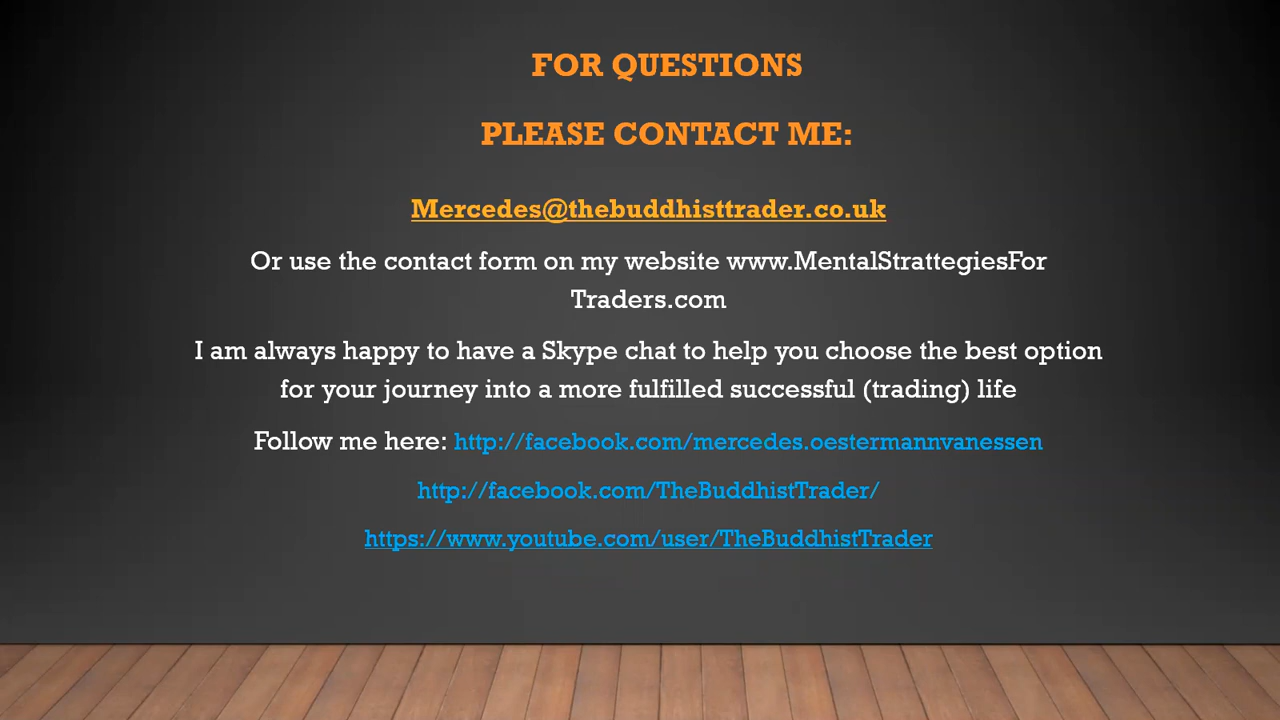 FOR QUESTIONS
PLEASE CONTACT ME:
Mercedes@thebuddhisttrader.co.uk
Or use the contact form on my website www.MentalStrattegiesFor
Traders.com
I am always happy to have a Skype chat to help you choose the best option
for your journey into a more fulfilled successful (trading) life
Follow me here: http://facebook.com/mercedes.oestermannvanessen
http://facebook.com/TheBuddhistTrader/
https://www.youtube.com/user/TheBuddhistTrader